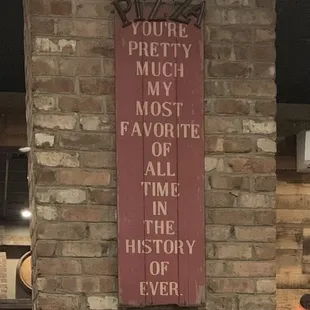 PIZZA
YOU'RE
PRETTY
MUCH
MY
MOST
FAVORITE
OF
ALL
TIME
IN
THE
HISTORY
OF
EVER.